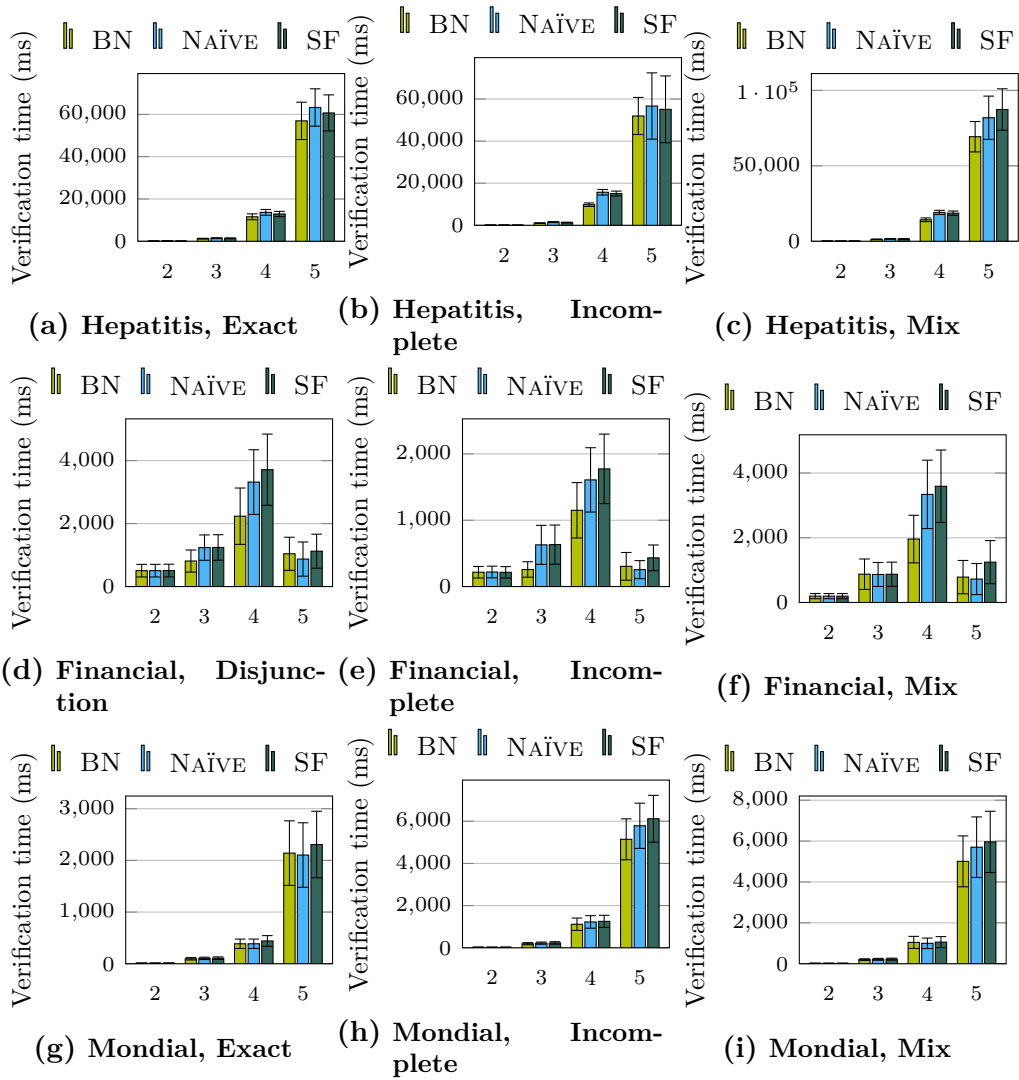 BN NAÏVE SF
Verification time (ms)
60,000
40,000
20,000
0
2 3 4 5
(a) Hepatitis, Exact
BN NAÏVE SF
Verification time (ms)
60,000
40,000
20,000
0
2 3 4 5
(b) Hepatitis, Incom-
plete
BN NAÏVE SF
Verification time (ms)
1 · 10^5
50,000
0
2 3 4 5
(c) Hepatitis, Mix
BN NAÏVE SF
Verification time (ms)
4,000
2,000
0
2 3 4 5
(d) Financial, Disjunc-
tion
BN NAÏVE SF
Verification time (ms)
2,000
1,000
0
2 3 4 5
(e) Financial, Incom-
plete
BN NAÏVE SF
Verification time (ms)
4,000
2,000
0
2 3 4 5
(f) Financial, Mix
BN NAÏVE SF
Verification time (ms)
3,000
2,000
1,000
0
2 3 4 5
(g) Mondial, Exact
BN NAÏVE SF
Verification time (ms)
6,000
4,000
2,000
0
2 3 4 5
(h) Mondial, Incom-
plete
BN NAÏVE SF
Verification time (ms)
8,000
6,000
4,000
2,000
0
2 3 4 5
(i) Mondial, Mix